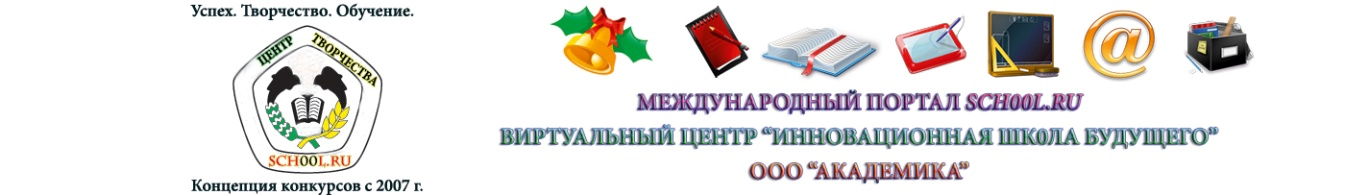 Успех. Творчество. Обучение.
ЦЕНТР ТВОРЧЕСТВА
SCH00L.RU
Концепция конкурсов с 2007 г.
@
МЕЖДУНАРОДНЫЙ ПОРТАЛ SCH00L.RU
ВИРТУАЛЬНЫЙ ЦЕНТР “ИННОВАЦИОННАЯ ШК0ЛА БУДУЩЕГО”
ООО “АКАДЕМИКА”